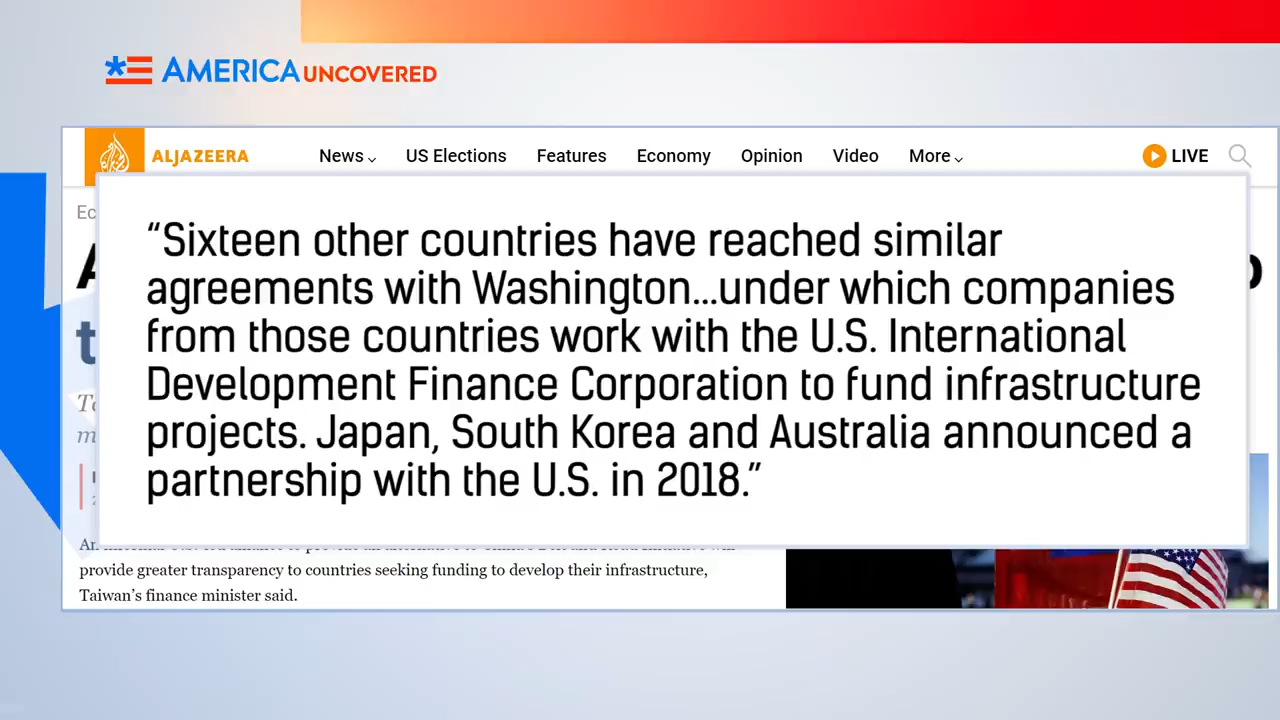 AMERICA UNCOVERED
ALJAZEERA News US Elections Features Economy Opinion Video More LIVE
“Sixteen other countries have reached similar
agreements with Washington...under which companies
from those countries work with the U.S. International
Development Finance Corporation to fund infrastructure
projects. Japan, South Korea and Australia announced a
partnership with the U.S. in 2018.”
provide greater transparency to countries seeking funding to develop their infrastructure,
Taiwan’s finance minister said.